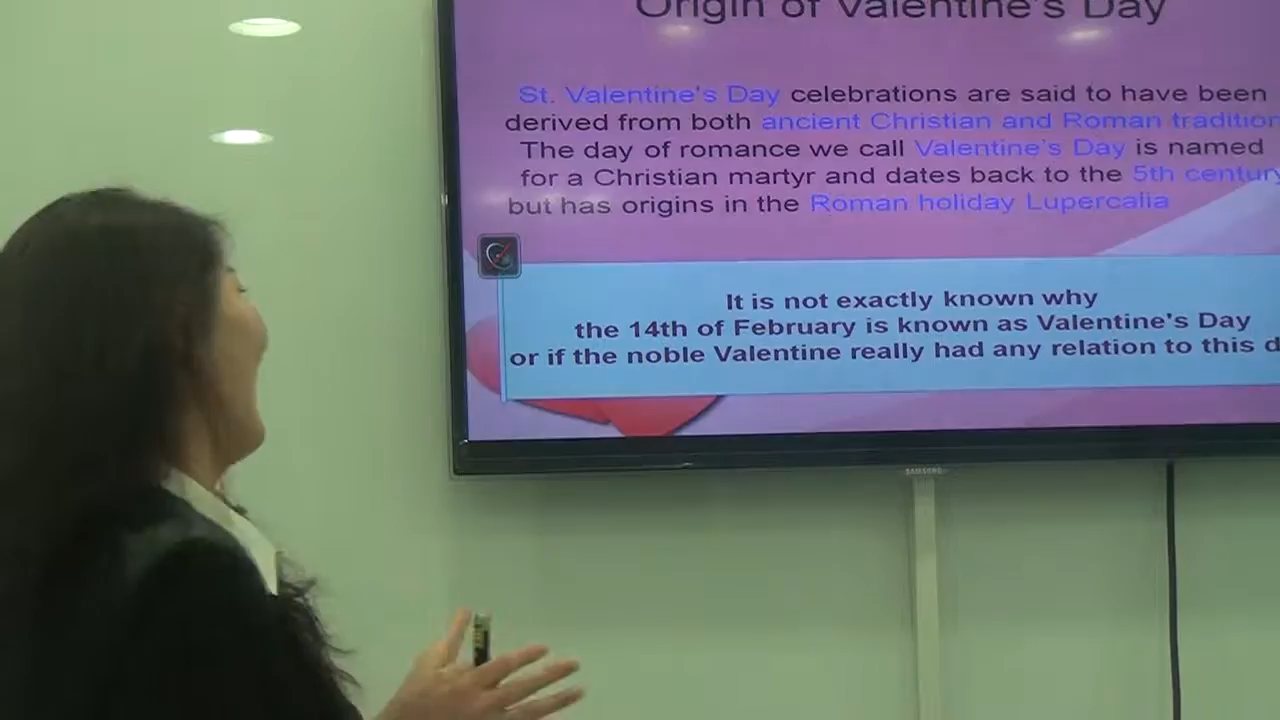 Origin of Valentine's Day
St. Valentine's Day celebrations are said to have been
derived from both ancient Christian and Roman tradition
The day of romance we call Valentine's Day is named
for a Christian martyr and dates back to the 5th century
but has origins in the Roman holiday Lupercalia
It is not exactly known why
the 14th of February is known as Valentine's Day
or if the noble Valentine really had any relation to this d
SAMSUNG